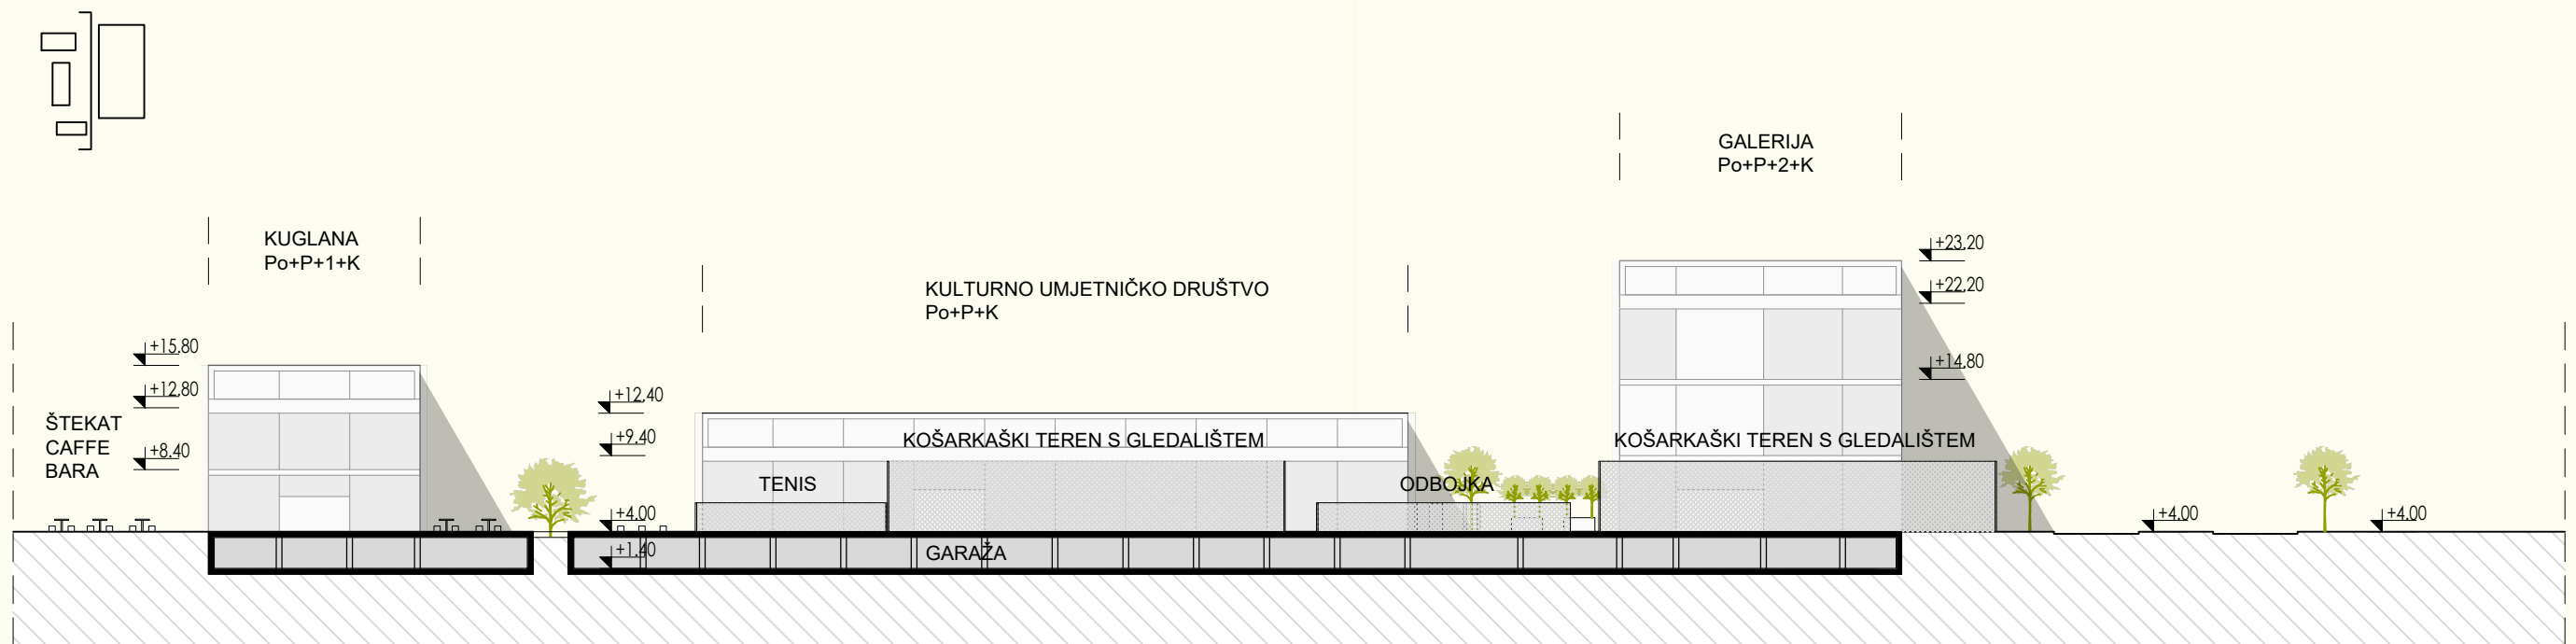 GALERIJA
Po+P+2+K
KUGLANA
Po+P+1+K
KULTURNO UMJETNIČKO DRUŠTVO
Po+P+K
+23,20
+22,20
+14,80
+15,80
+12,80
+8,40
ŠTEKAT
CAFFE
BARA
+12,40
+9,40
+4,00
+1,40
KOŠARKAŠKI TEREN S GLEDALIŠTEM
TENIS
ODBOJKA
KOŠARKAŠKI TEREN S GLEDALIŠTEM
GARAŽA
+4,00
+4,00